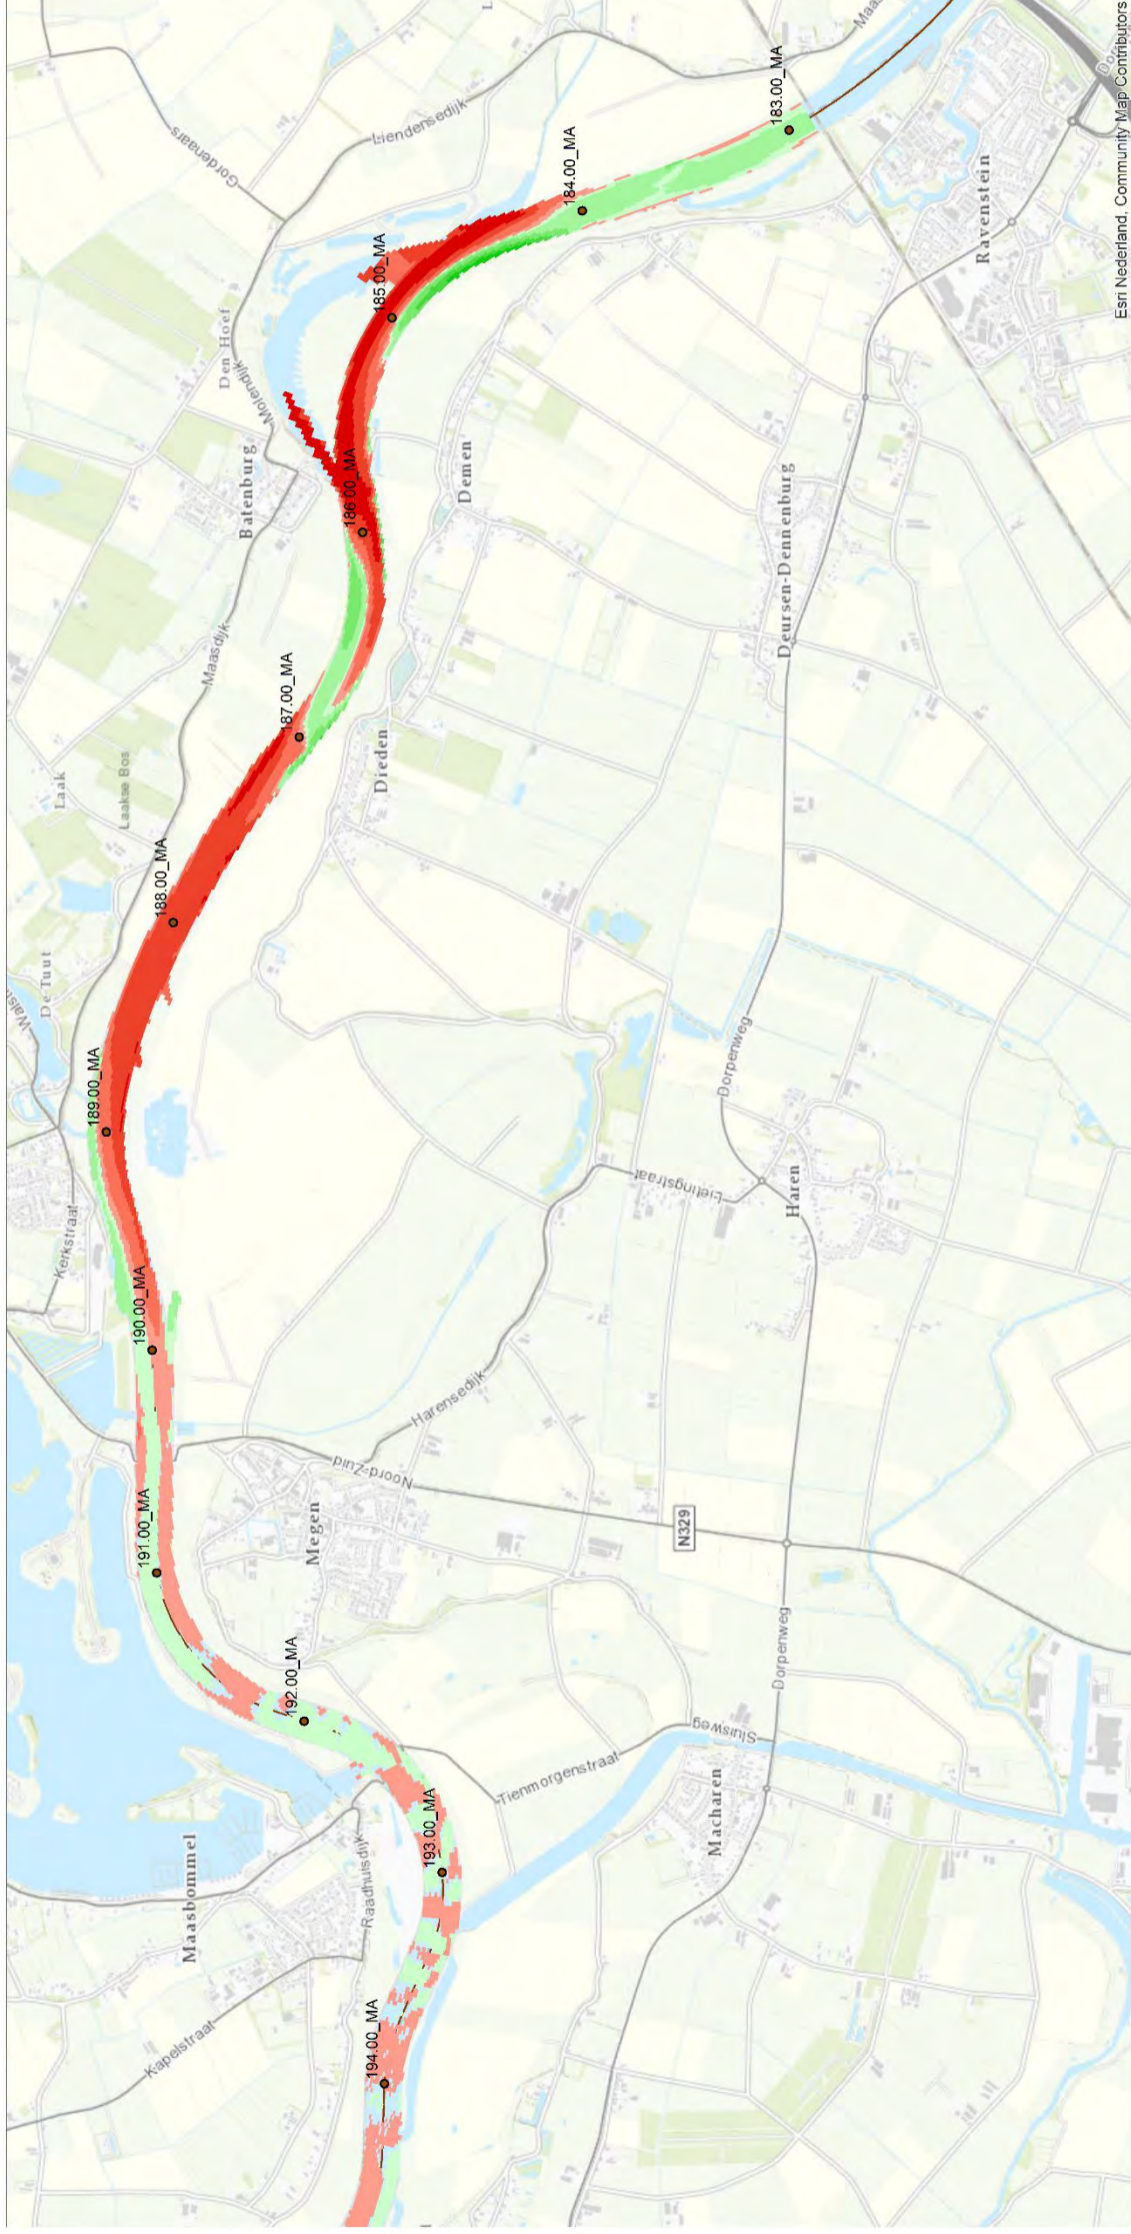 Gordenaars
Liendensedijk
Maas
183.00_MA
184.00_MA
185.00_MA
Den Hoef
Molendijk
Batenburg
186.00_MA
Demen
Ravenstein
Deursen-Dennenburg
Maasdijk
187.00_MA
Dieden
Laak
Laakse Bos
188.00_MA
De Tuut
189.00_MA
Dorpenweg
Lietingstraat
Haren
Kerkstraat
190.00_MA
Harensedijk
Noord-Zuid
Megen
N329
191.00_MA
192.00_MA
Dorpenweg
Sluisweg
Tienmorgenstraat
Macharen
193.00_MA
Raadhuisdijk
Maasbommel
Kapelstraat
194.00_MA
Esri Nederland, Community Map Contributors